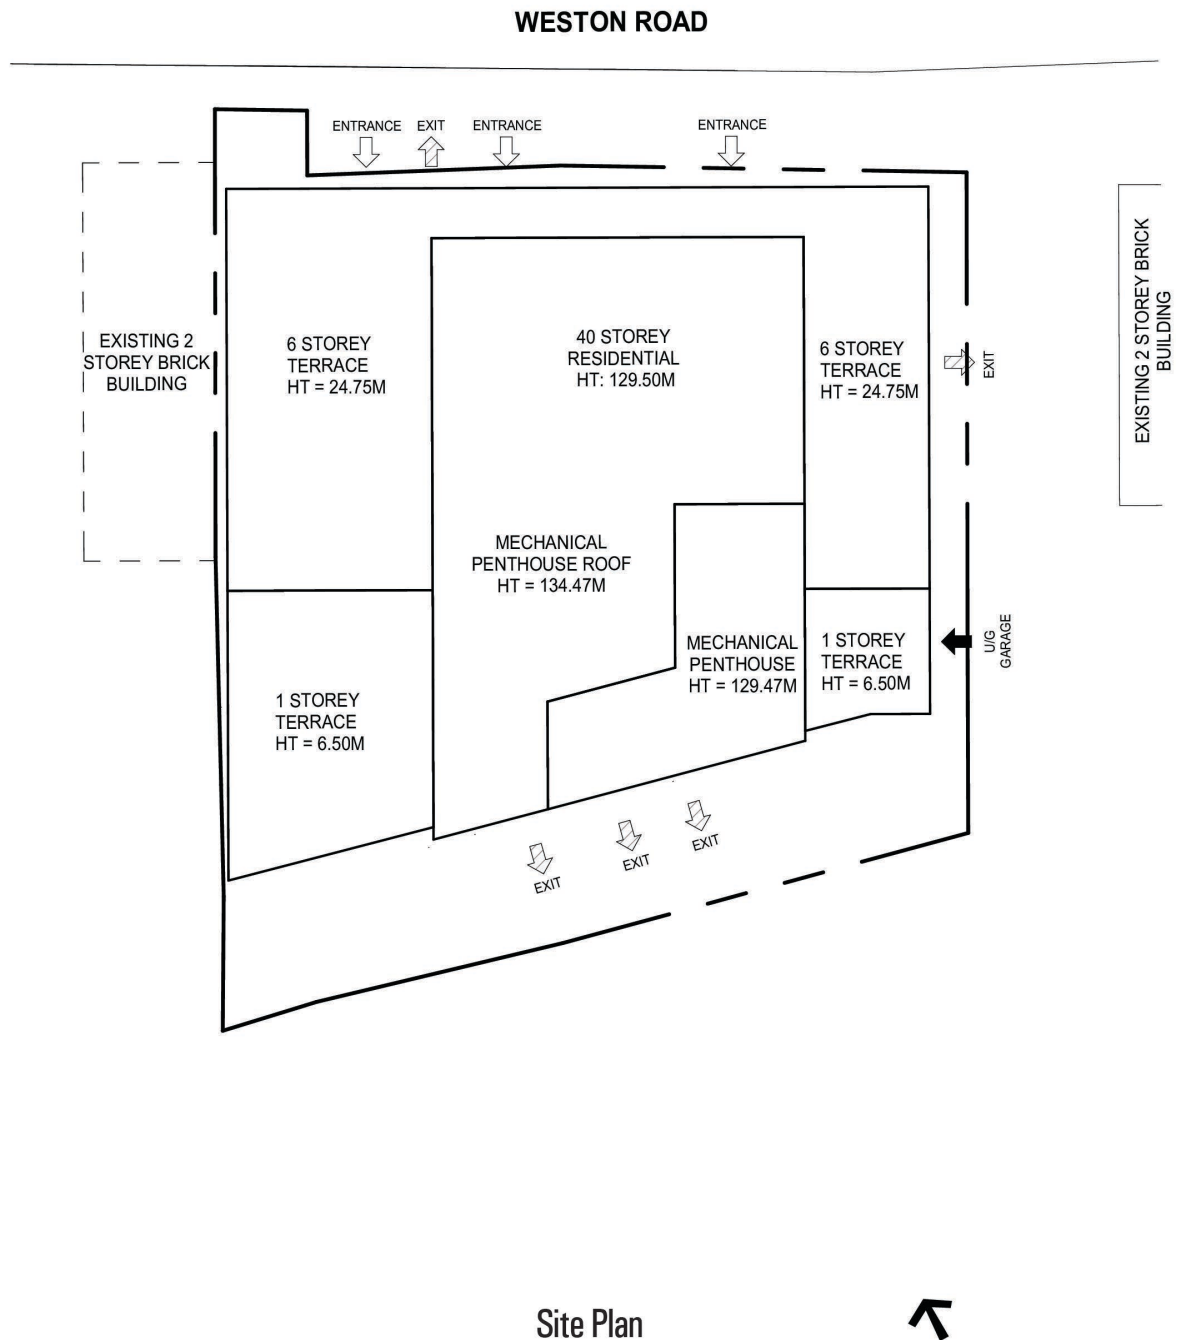 WESTON ROAD
ENTRANCE
EXIT
ENTRANCE
ENTRANCE
EXISTING 2
STOREY BRICK
BUILDING
6 STOREY
TERRACE
HT = 24.75M
40 STOREY
RESIDENTIAL
HT: 129.50M
6 STOREY
TERRACE
HT = 24.75M
EXIT
EXISTING 2 STOREY BRICK
BUILDING
MECHANICAL
PENTHOUSE ROOF
HT = 134.47M
MECHANICAL
PENTHOUSE
HT = 129.47M
1 STOREY
TERRACE
HT = 6.50M
U/G
GARAGE
1 STOREY
TERRACE
HT = 6.50M
EXIT
EXIT
EXIT
Site Plan